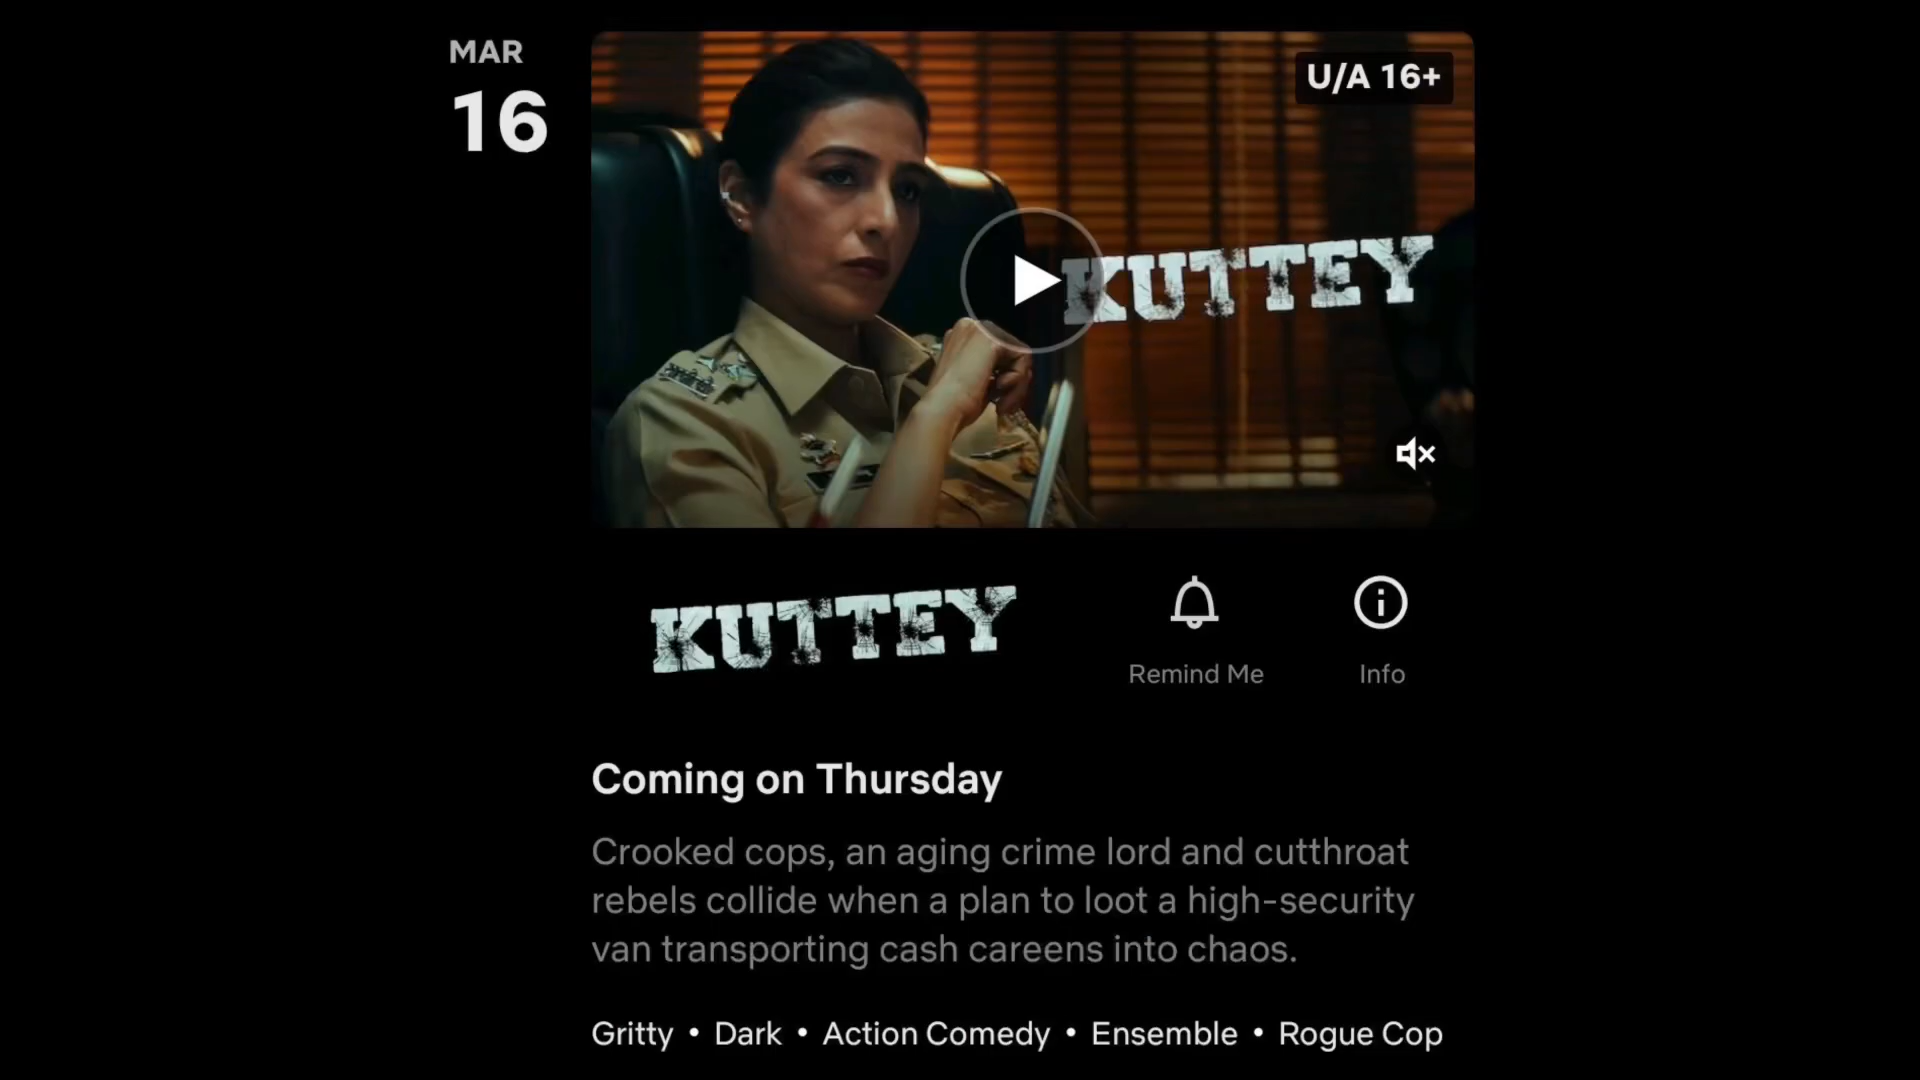 MAR
16
U/A 16+
KUTTEY
KUTTEY
Remind Me
Info
Coming on Thursday
Crooked cops, an aging crime lord and cutthroat
rebels collide when a plan to loot a high-security
van transporting cash careens into chaos.
Gritty • Dark • Action Comedy • Ensemble • Rogue Cop